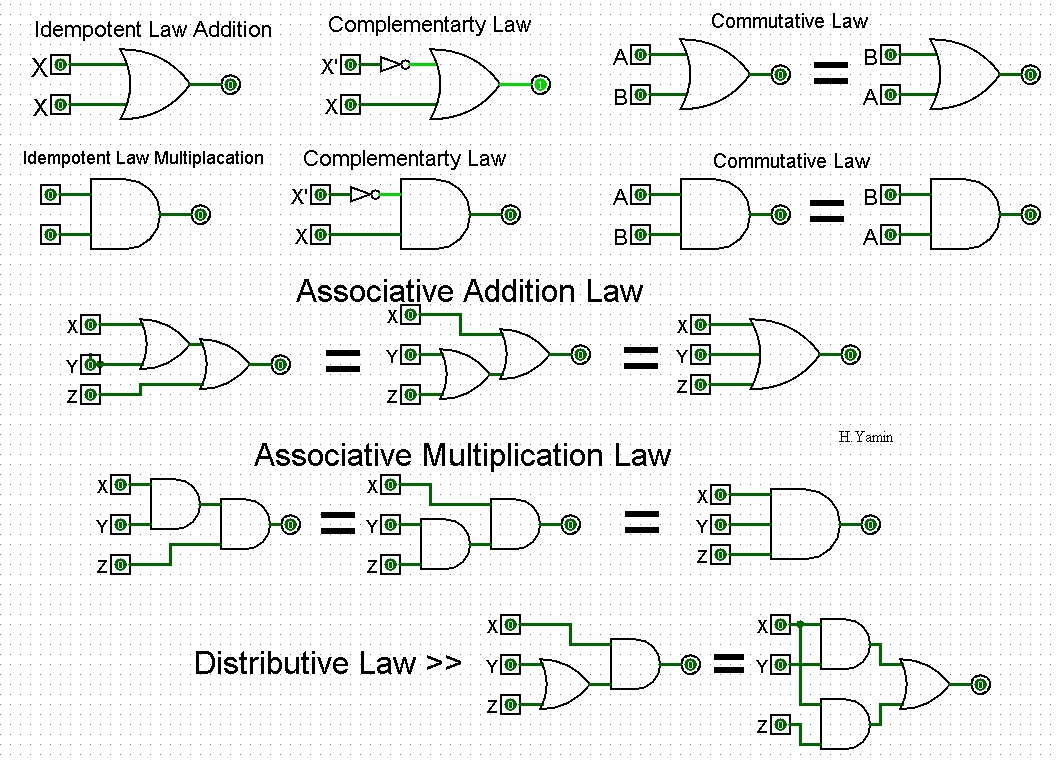 Idempotent Law Addition
Complementarty Law
Commutative Law
X 0
X 0
0
X' 0
X 0
1
A 0
B 0
0
=
B 0
A 0
0
Idempotent Law Multiplacation
Complementarty Law
Commutative Law
0
0
0
X' 0
X 0
0
A 0
B 0
0
=
B 0
A 0
0
Associative Addition Law
X 0
Y 0
Z 0
0
=
X 0
Y 0
Z 0
0
=
X 0
Y 0
Z 0
0
H.Yamin
Associative Multiplication Law
X 0
Y 0
Z 0
0
=
X 0
Y 0
Z 0
0
=
X 0
Y 0
Z 0
0
Distributive Law >>
X 0
Y 0
Z 0
0
=
X 0
Y 0
Z 0
0